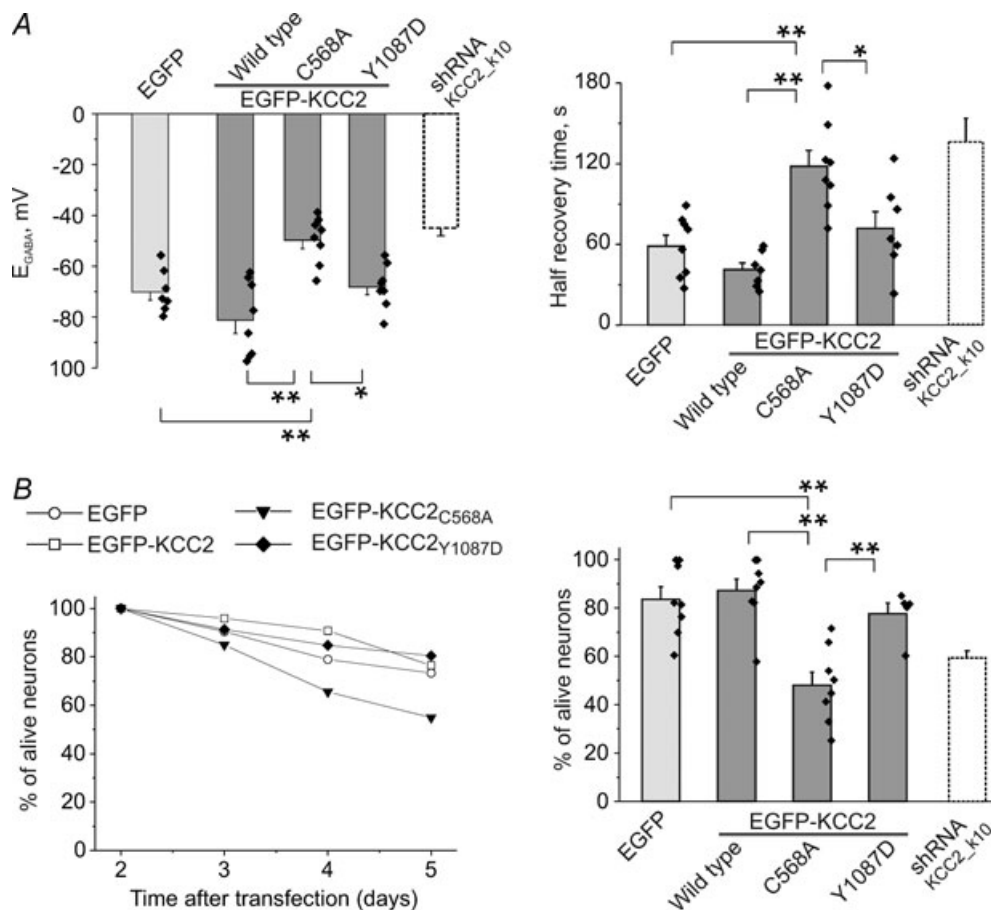 A
EGFP
Wild type
C568A
Y1087D
shRNA
KCC2_k10
EGFP-KCC2
0
-20
-40
-60
-80
100
E_GABA, mV
** *
**
**
*
**
180
120
60
0
Half recovery time, s
EGFP-KCC2
EGFP
Wild type
C568A
Y1087D
shRNA
KCC2_k10
B
EGFP
EGFP-KCC2_C568A
EGFP-KCC2
EGFP-KCC2_Y1087D
100
80
60
40
20
0
% of alive neurons
2 3 4 5
Time after transfection (days)
**
**
**
100
80
60
40
20
0
% of alive neurons
EGFP
EGFP-KCC2
Wild type
C568A
Y1087D
shRNA
KCC2_k10